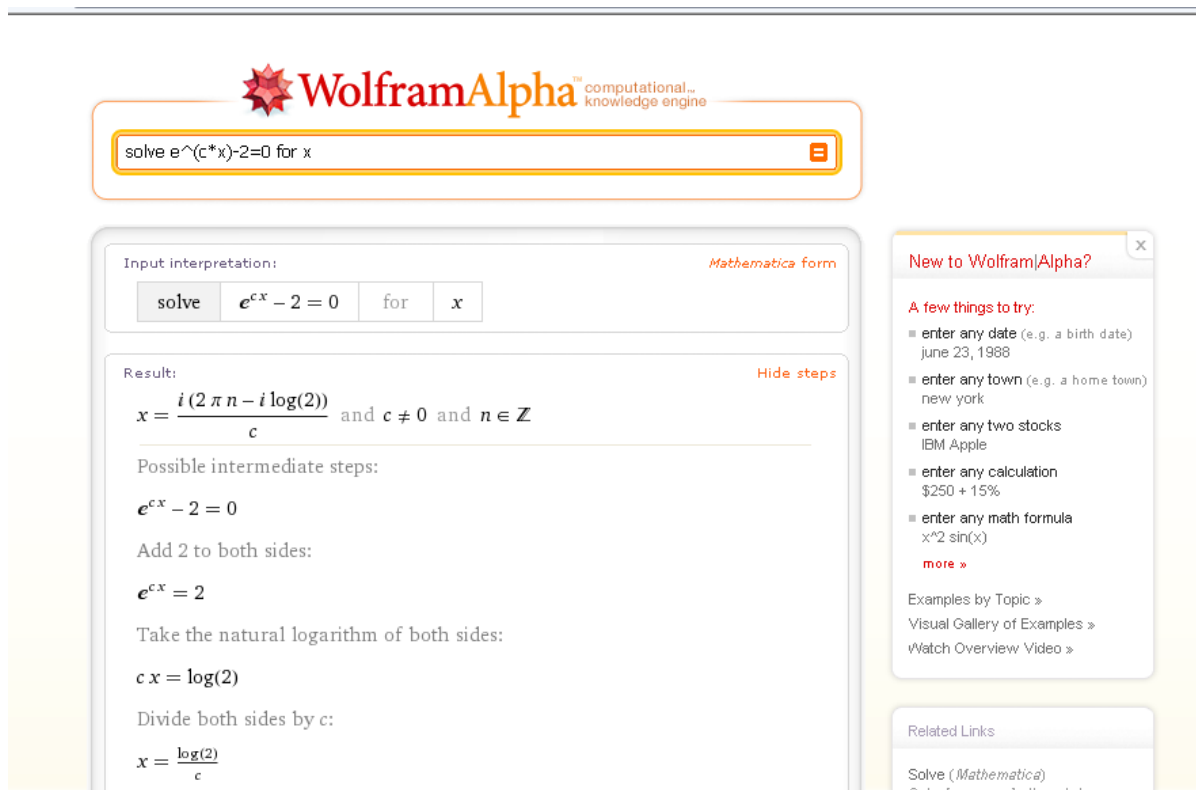 WolframAlpha™ computational... knowledge engine
solve e^(c*x)-2=0 for x
Input interpretation:
Mathematica form
solve e^{c x} – 2 = 0 for x
Result:
Hide steps
x = \frac{i (2 π n – i log(2))}{c} and c ≠ 0 and n ∈ ℤ
Possible intermediate steps:
e^{c x} – 2 = 0
Add 2 to both sides:
e^{c x} = 2
Take the natural logarithm of both sides:
c x = log(2)
Divide both sides by c:
x = \frac{log(2)}{c}
New to Wolfram|Alpha?
x
A few things to try:
enter any date (e.g. a birth date)
june 23, 1988
enter any town (e.g. a home town)
new york
enter any two stocks
IBM Apple
enter any calculation
$250 + 15%
enter any math formula
x^2 sin(x)
more »
Examples by Topic »
Visual Gallery of Examples »
Watch Overview Video »
Related Links
Solve (Mathematica)